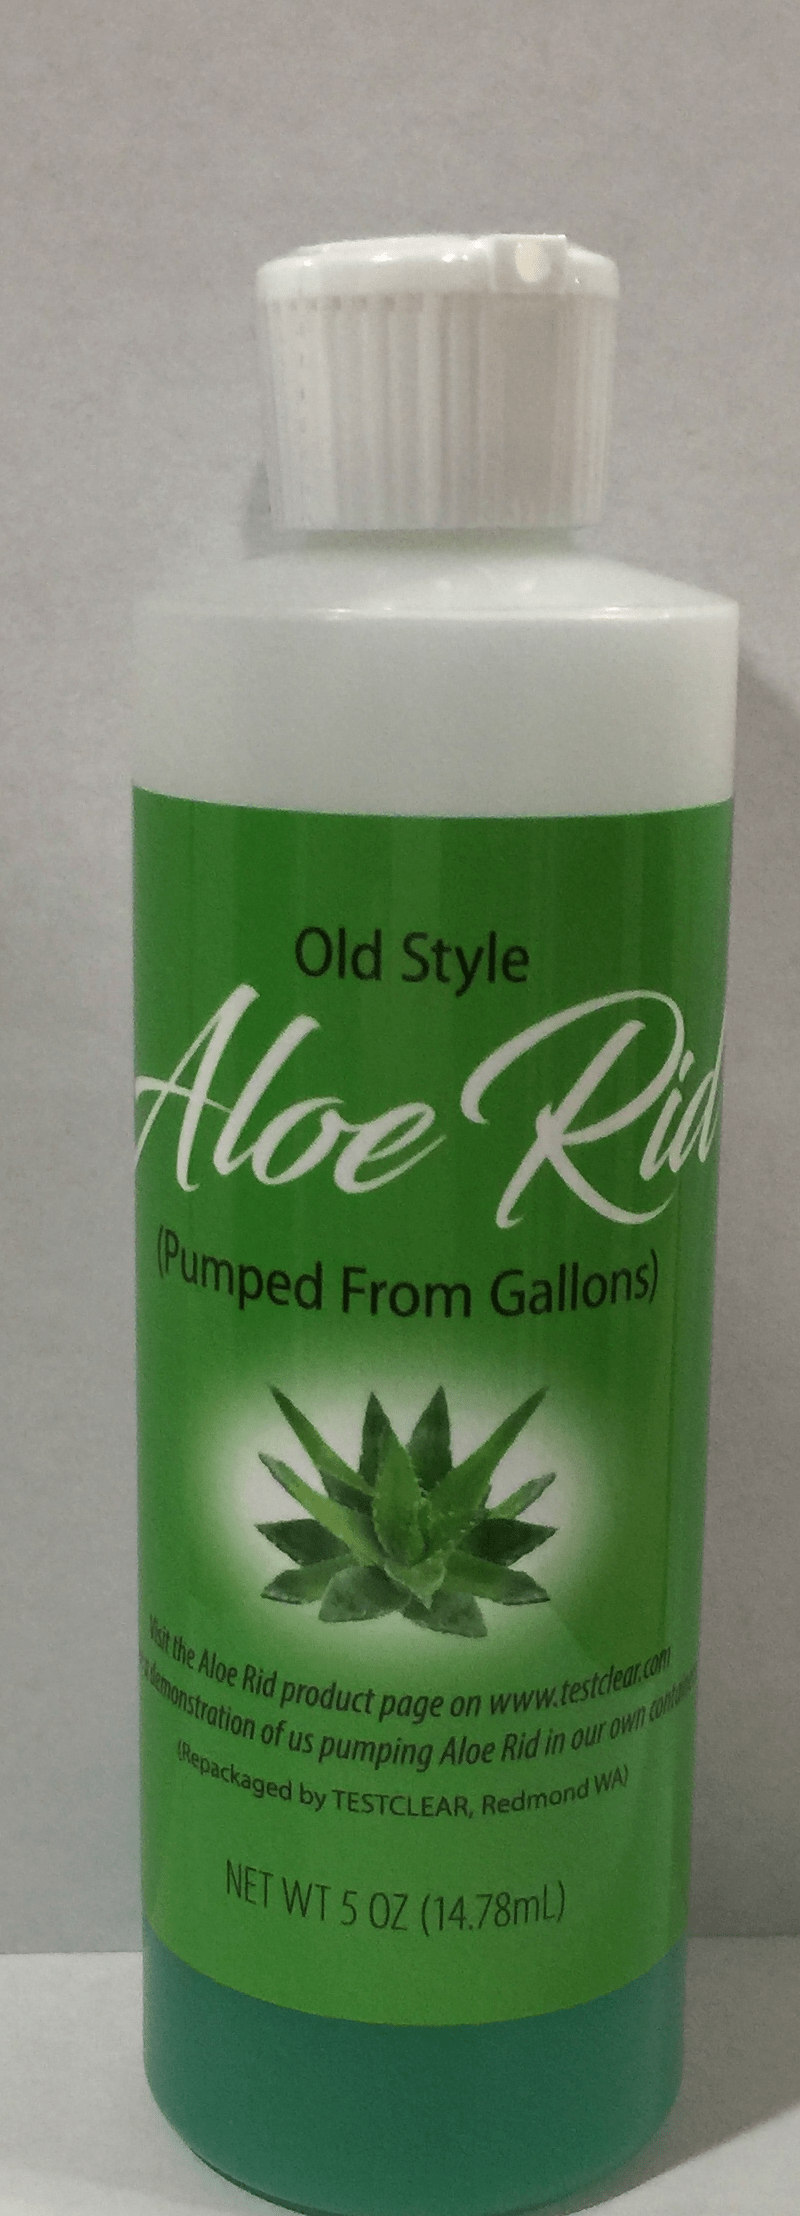 Old Style
Aloe Rid
(Pumped From Gallons)
Visit the Aloe Rid product page on www.testclear.com
demonstration of us pumping Aloe Rid in our own
(Repackaged by TESTCLEAR, Redmond WA)
NET WT 5 OZ (14.78mL)